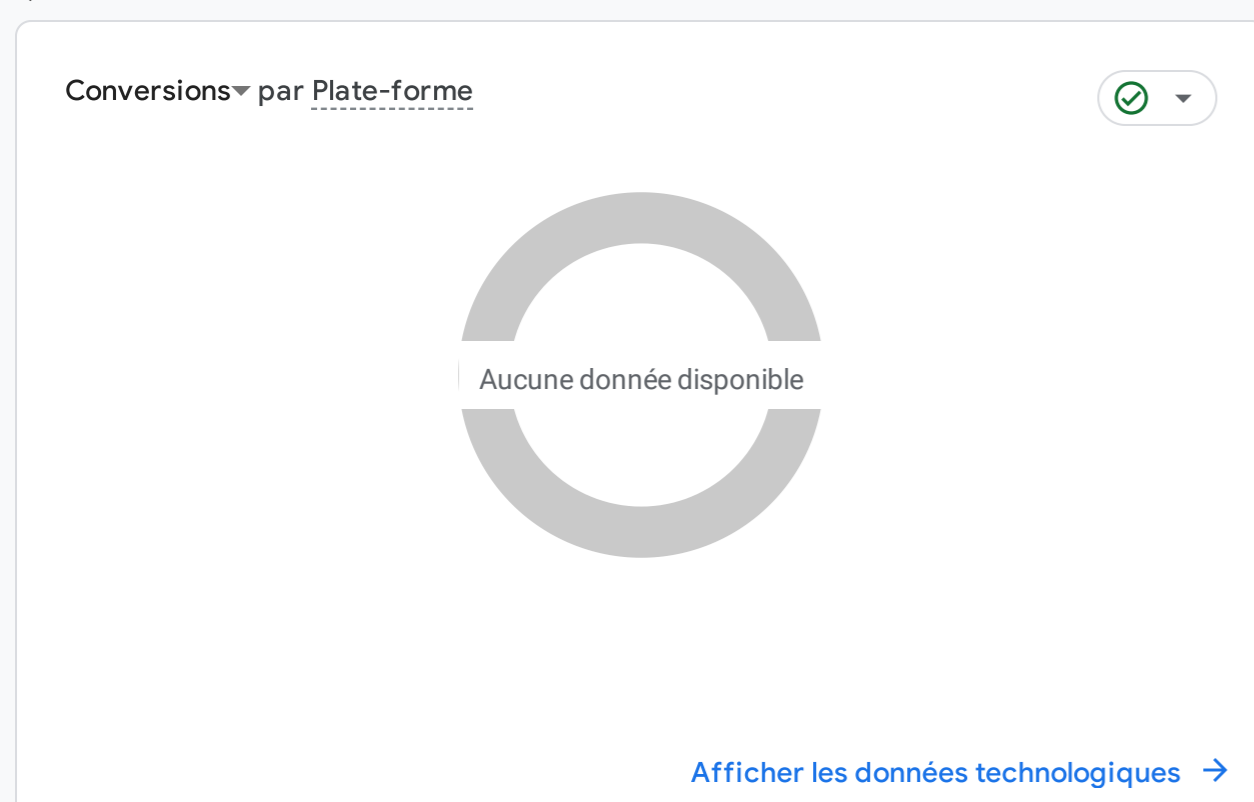 Conversions par Plate-forme
Aucune donnée disponible
Afficher les données technologiques